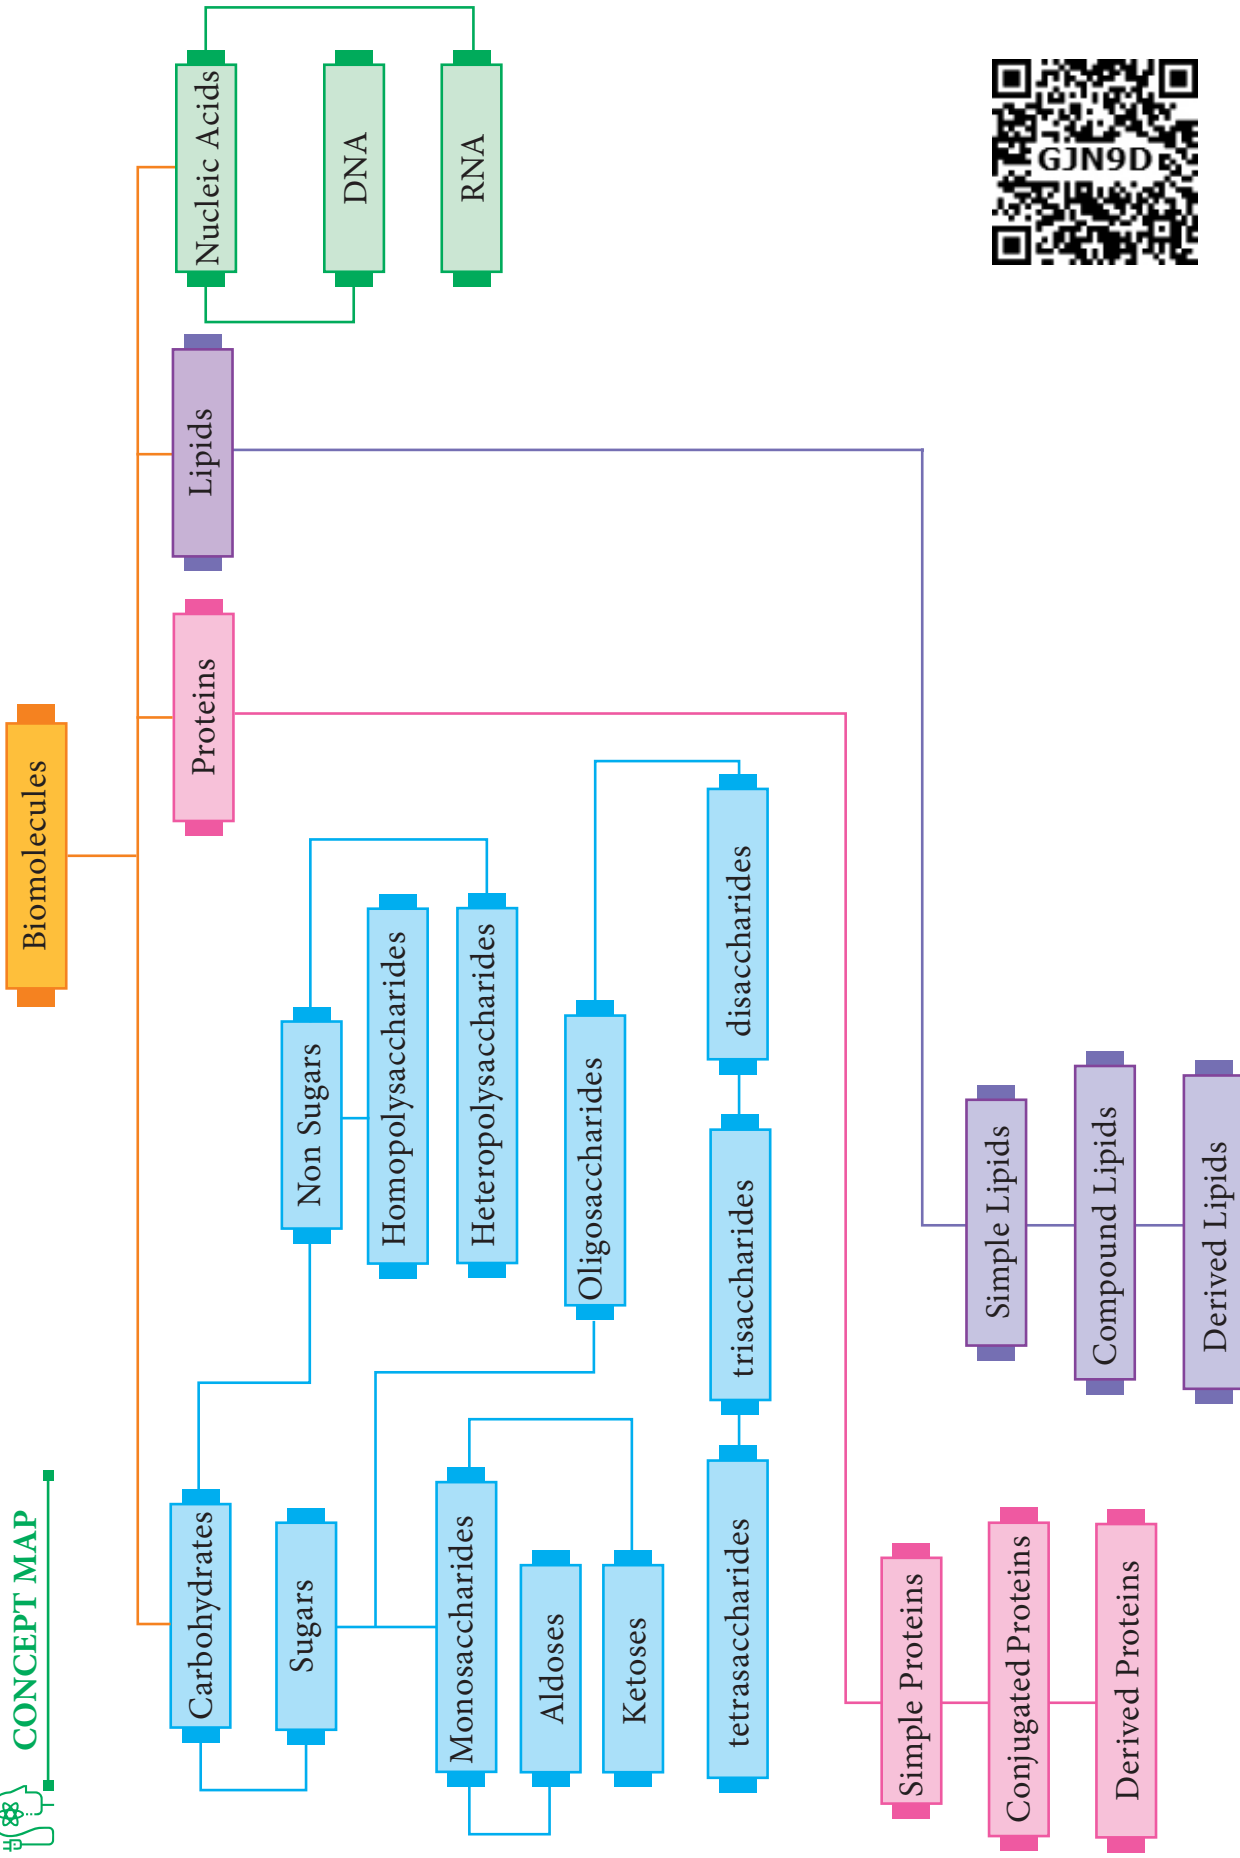 CONCEPT MAP
Biomolecules
Carbohydrates
Proteins
Lipids
Nucleic Acids
Sugars
Non Sugars
DNA
RNA
Homopolysaccharides
Heteropolysaccharides
Monosaccharides
Oligosaccharides
Aldoses
Ketoses
tetrasaccharides
trisaccharides
disaccharides
Simple Proteins
Conjugated Proteins
Derived Proteins
Simple Lipids
Compound Lipids
Derived Lipids
GJN9D